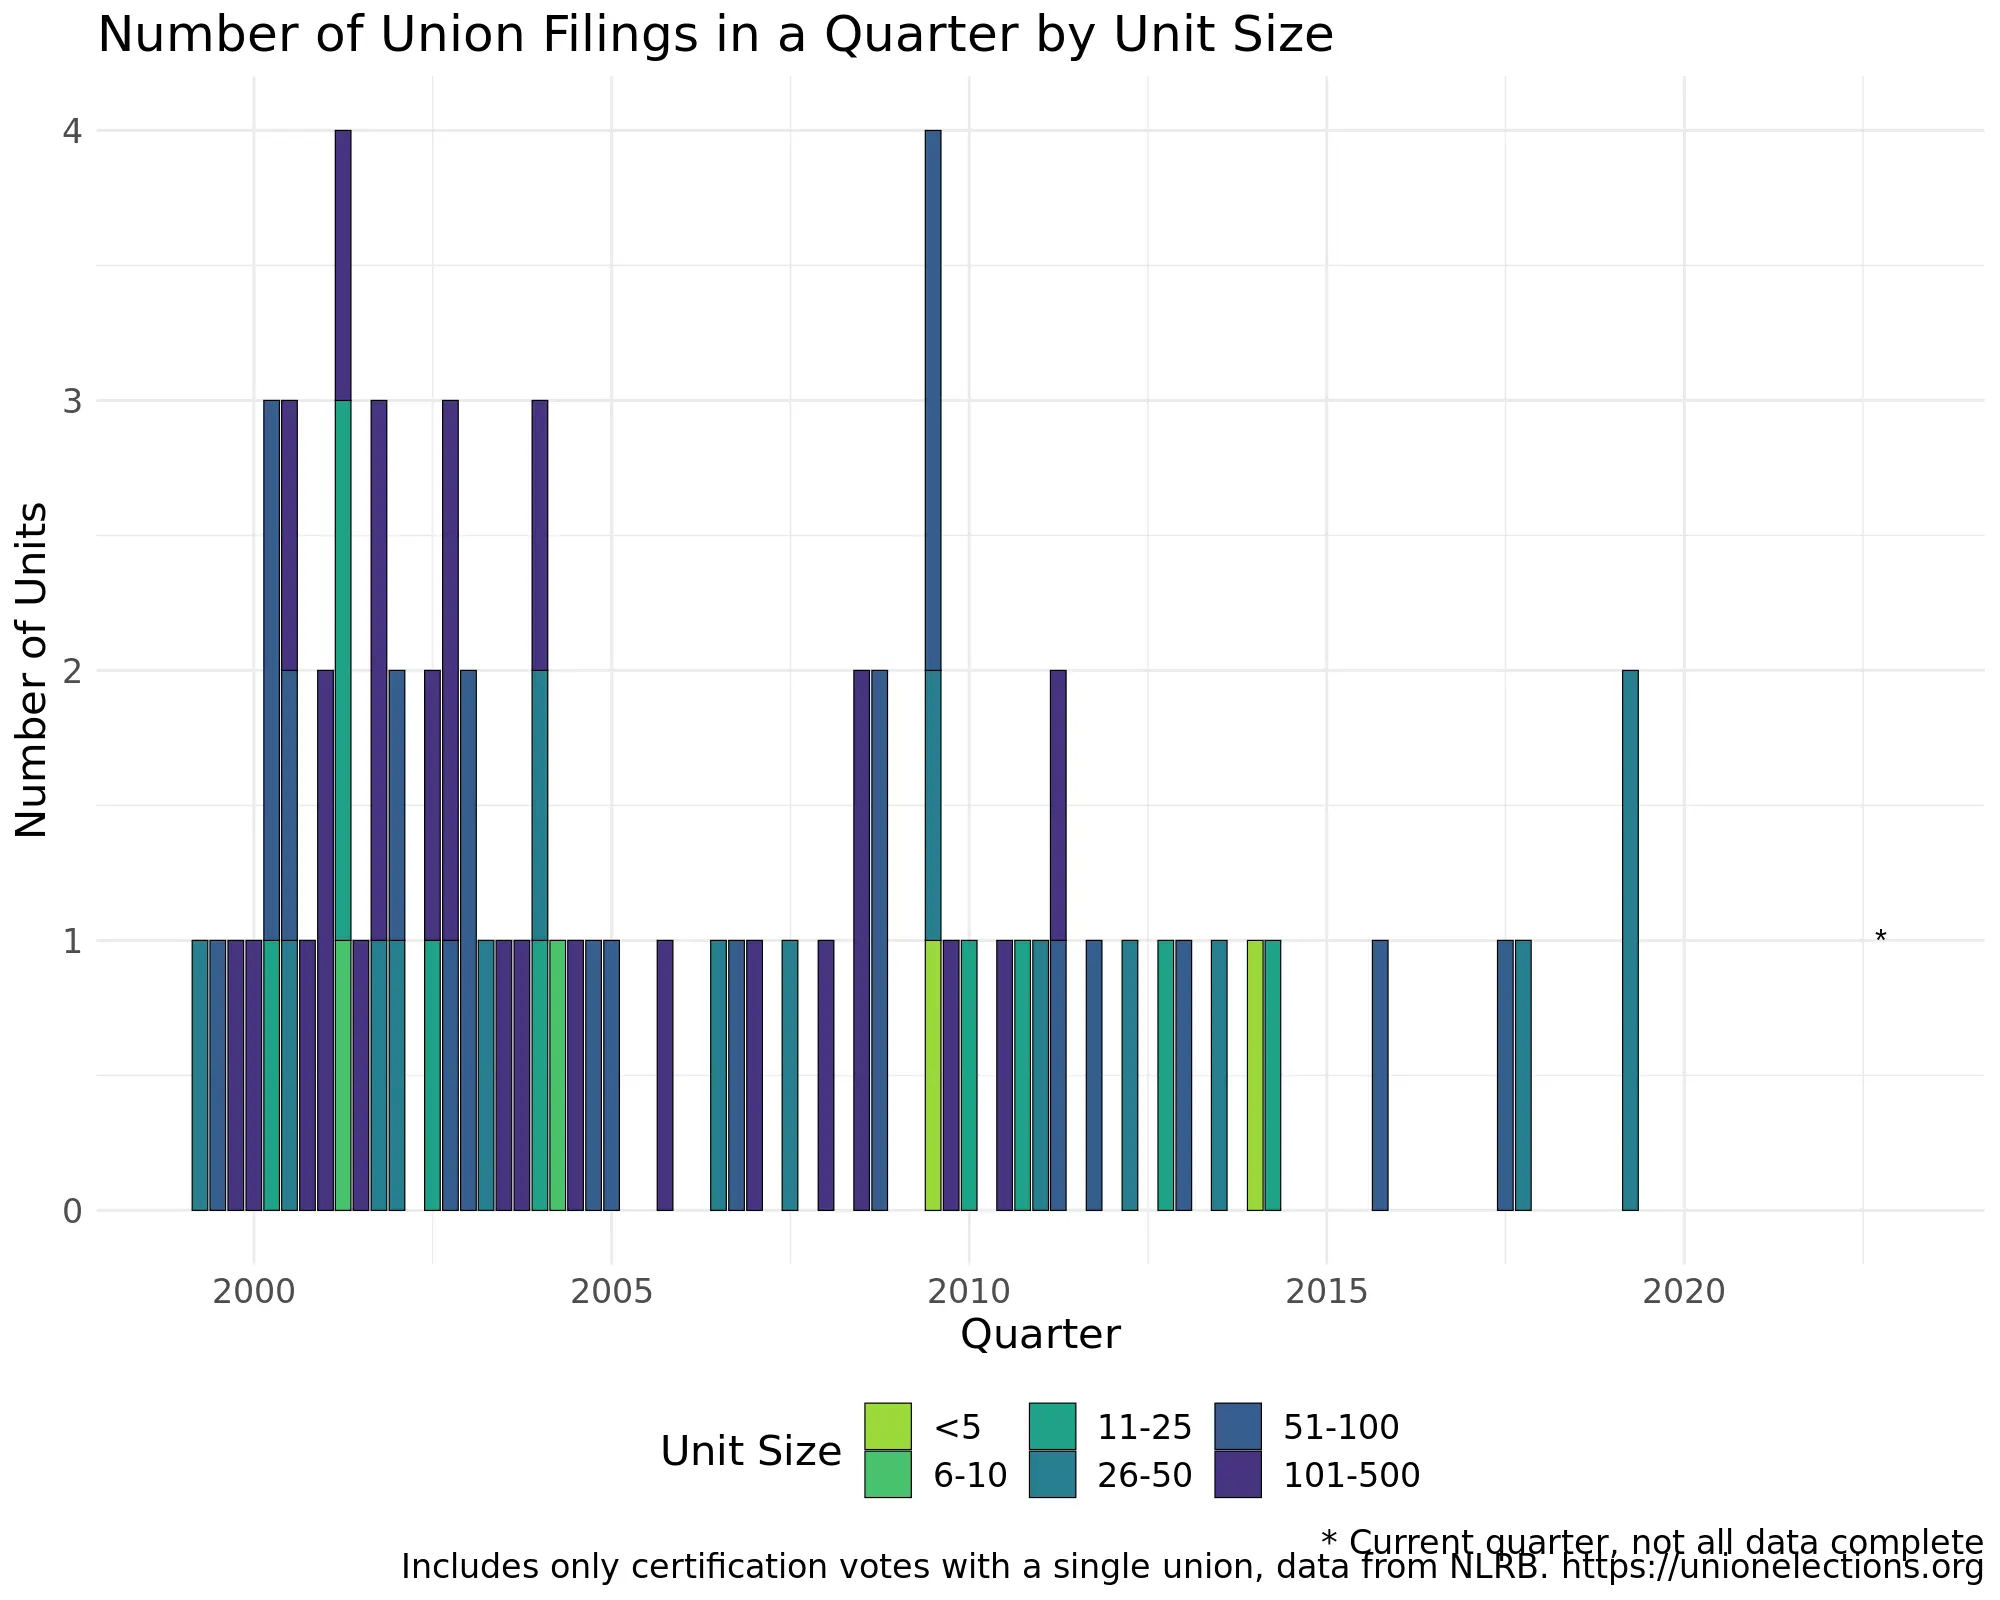 Number of Union Filings in a Quarter by Unit Size
Number of Units
4
3
2
1
0
*
2000 2005 2010 2015 2020
Quarter
Unit Size
<5 11-25 51-100
6-10 26-50 101-500
* Current quarter, not all data complete
Includes only certification votes with a single union, data from NLRB. https://unionelections.org